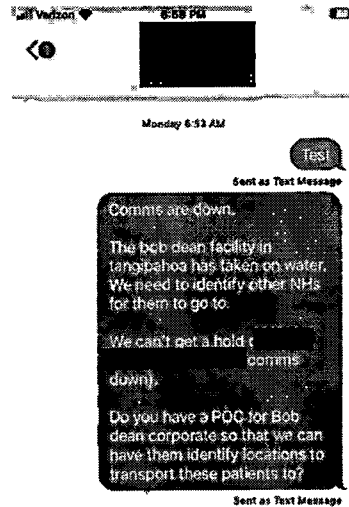 Verizon
6:58 PM
Monday 6:53 AM
Test
Sent as Text Message
Comms are down.
The bob dean facility in
tangibahoa has taken on water.
We need to identify other NHs
for them to go to.
We can't get a hold
comms
down).
Do you have a POC for Bob
dean corporate so that we can
have them identify locations to
transport these patients to?
Sent as Text Message